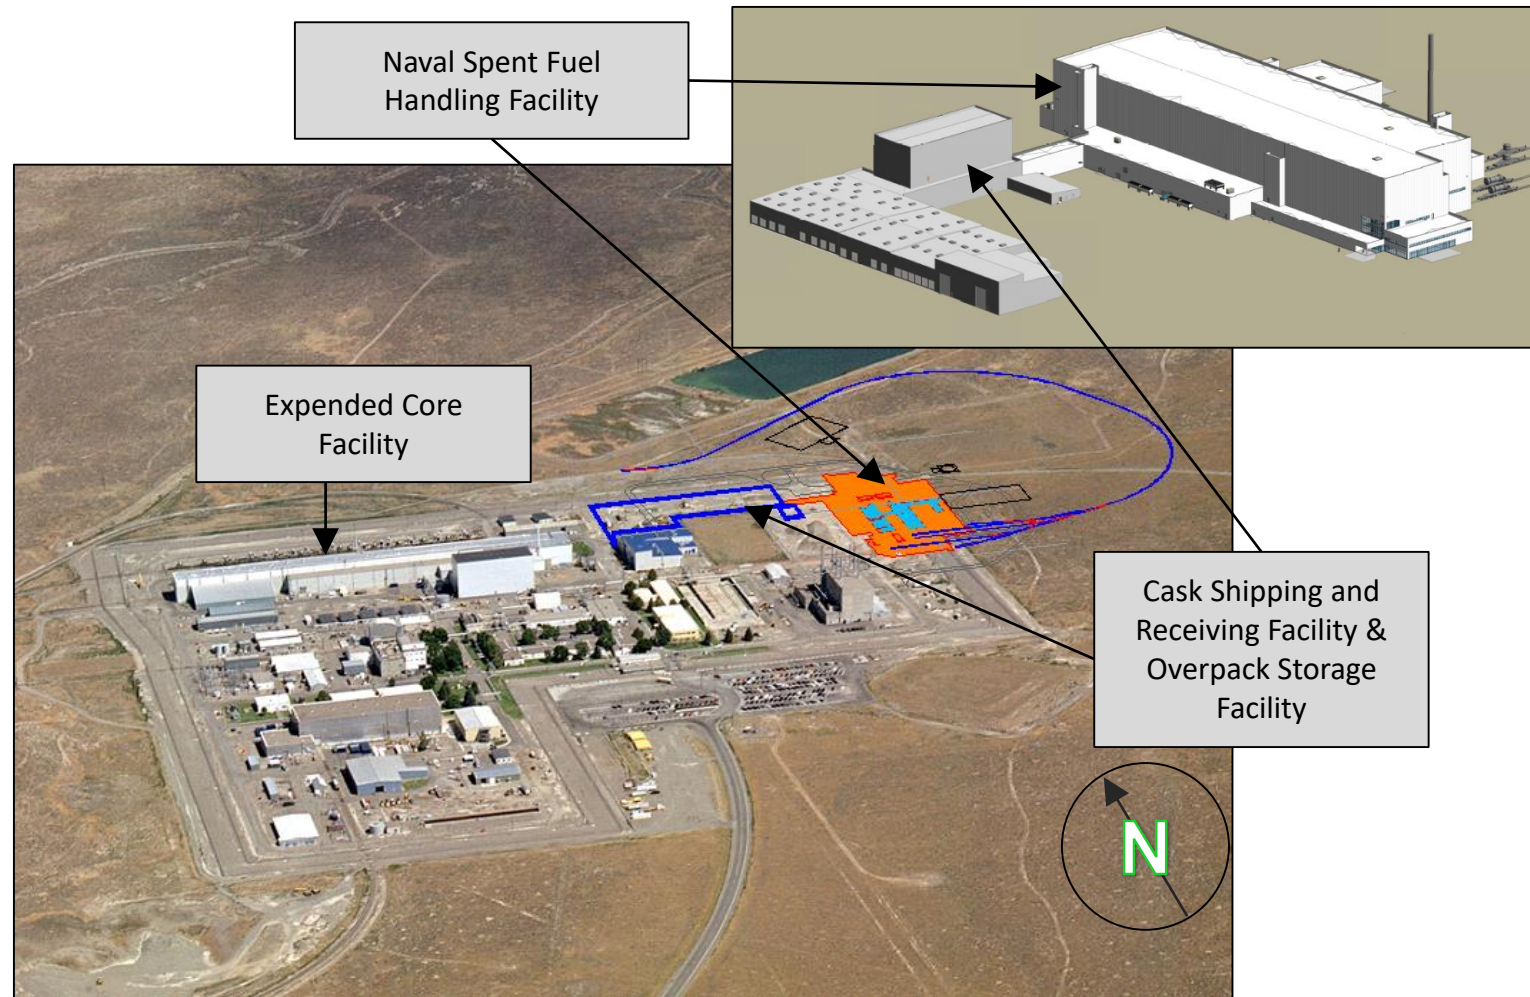 Naval Spent Fuel
Handling Facility
Expended Core
Facility
Cask Shipping and
Receiving Facility &
Overpack Storage
Facility
N